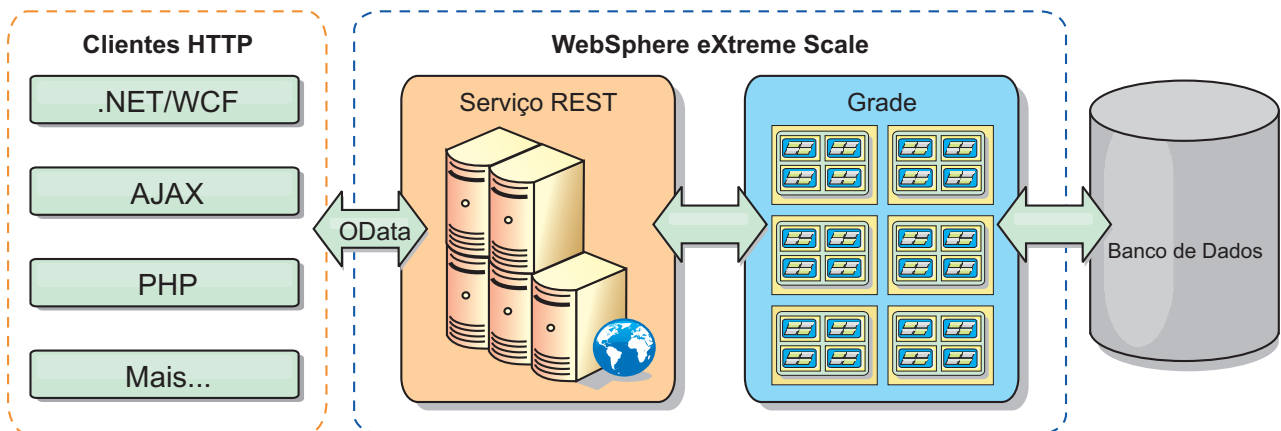 Clientes HTTP
.NET/WCF
AJAX
PHP
Mais...
OData
WebSphere eXtreme Scale
Serviço REST
Grade
Banco de Dados